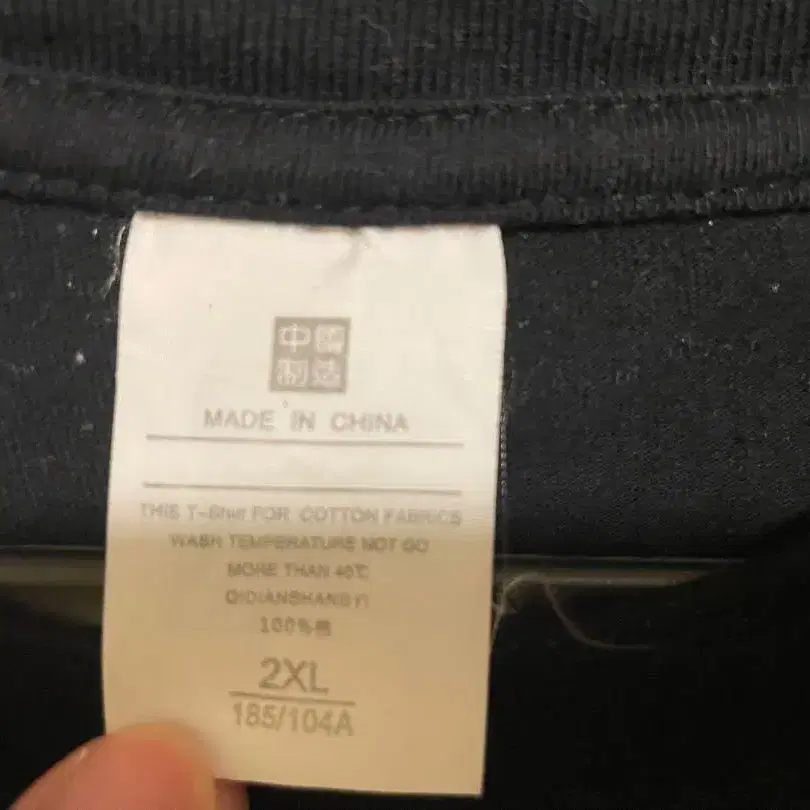 中國
制造
MADE IN CHINA
THIS T-Shirt FOR COTTON FABRICS
WASH TEMPERATURE NOT GO
MORE THAN 40℃
QIDIANSHANGYI
100%棉
2XL
185/104A